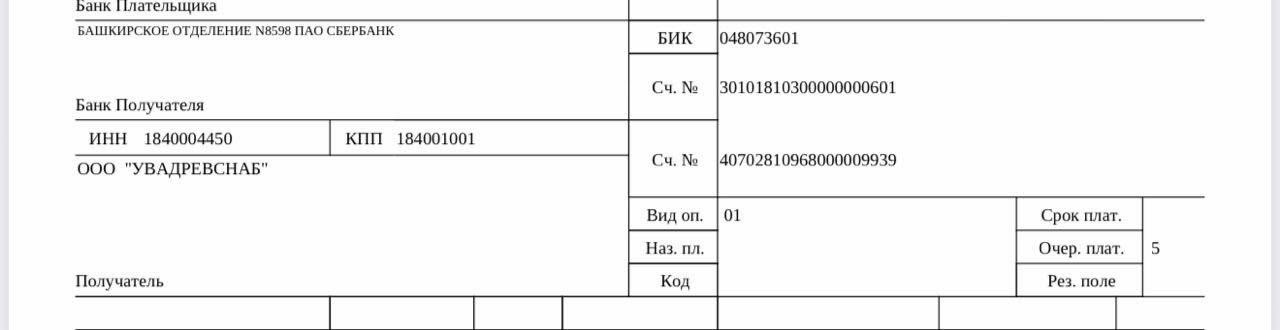 Банк Плательщика
БАШКИРСКОЕ ОТДЕЛЕНИЕ N8598 ПАО СБЕРБАНК
БИК 048073601
Сч. № 30101810300000000601
Банк Получателя
ИНН 1840004450 КПП 184001001
Сч. № 40702810968000009939
ООО "УВАДРЕВСНАБ"
Вид оп. 01 Срок плат.
Наз. пл. Очер. плат. 5
Получатель Код Рез. поле